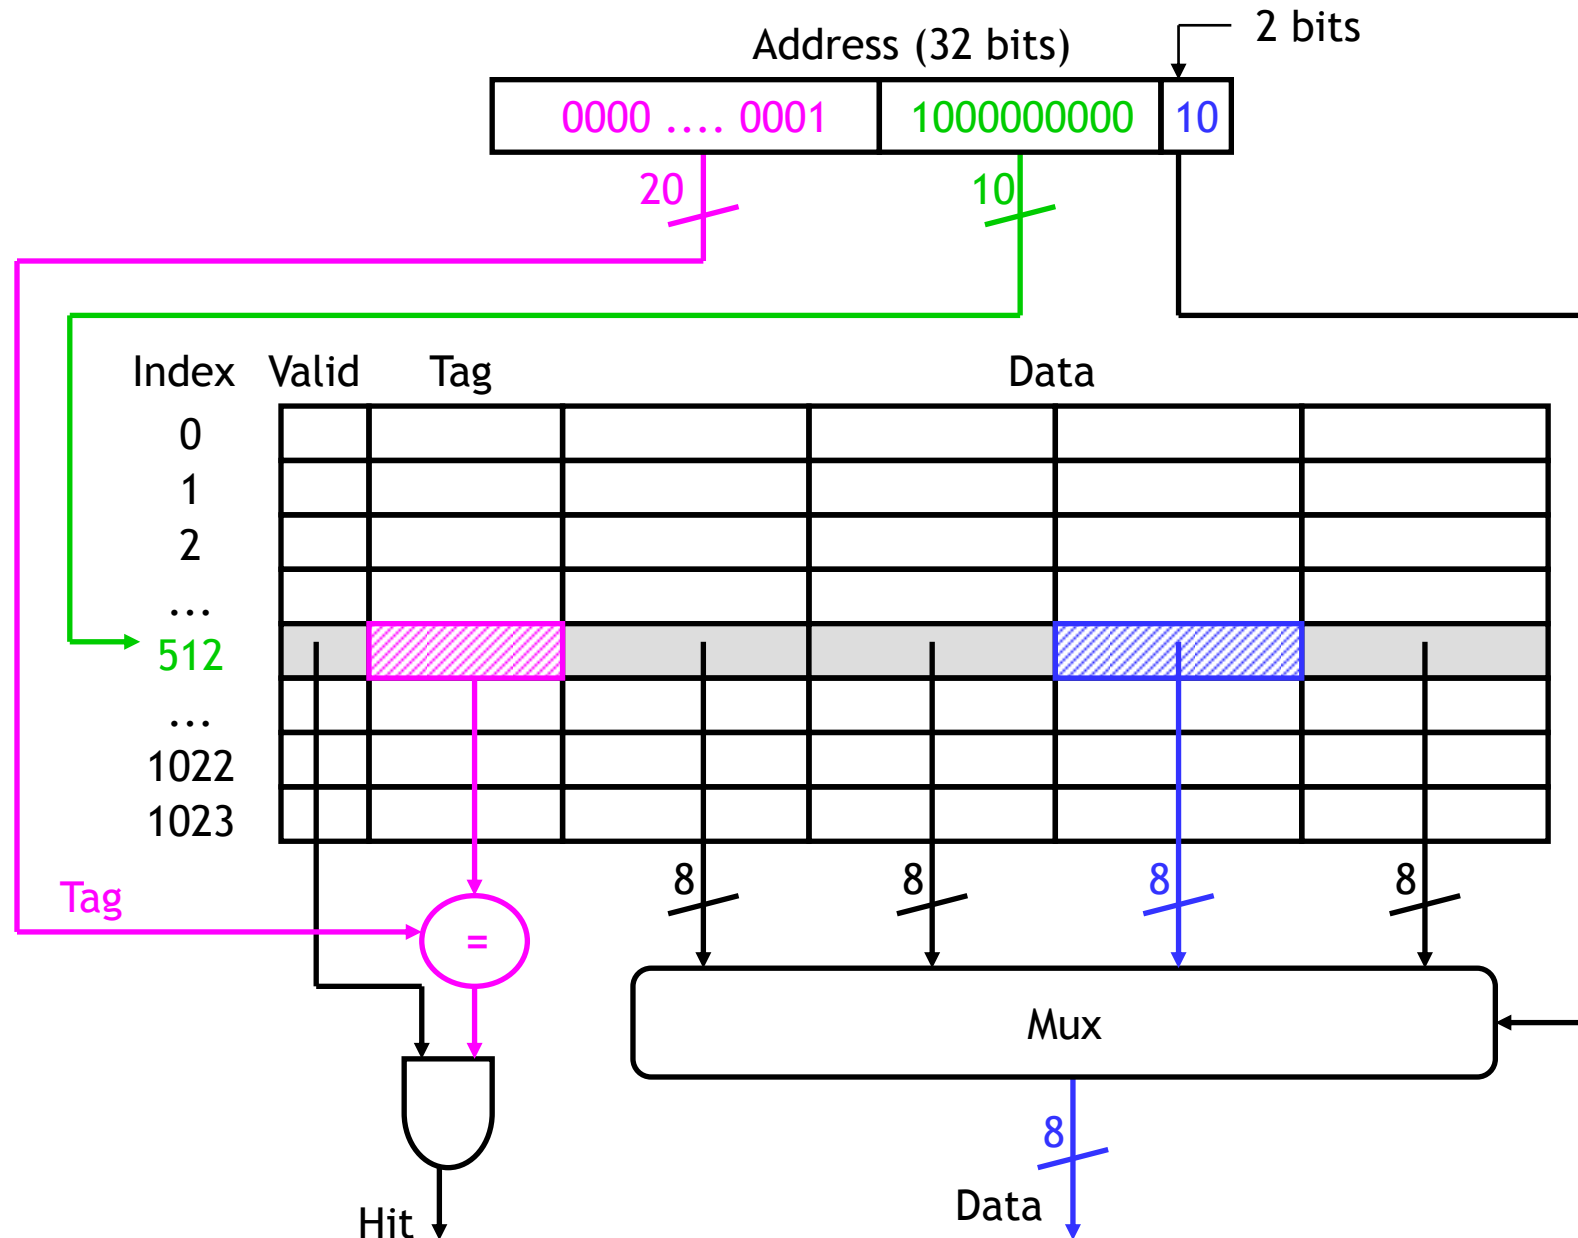 2 bits
Address (32 bits)
0000 .... 0001 1000000000 10
20 10
Index Valid Tag Data
0
1
2
...
512
...
1022
1023
8 8 8 8
Tag
=
Mux
8
Data
Hit